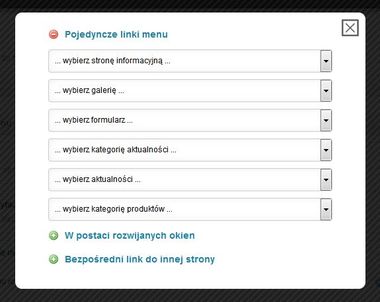 Pojedyncze linki menu
... wybierz stronę informacyjną ...
... wybierz galerię ...
... wybierz formularz ...
... wybierz kategorię aktualności ...
... wybierz aktualności ...
... wybierz kategorię produktów ...
W postaci rozwijanych okien
Bezpośredni link do innej strony